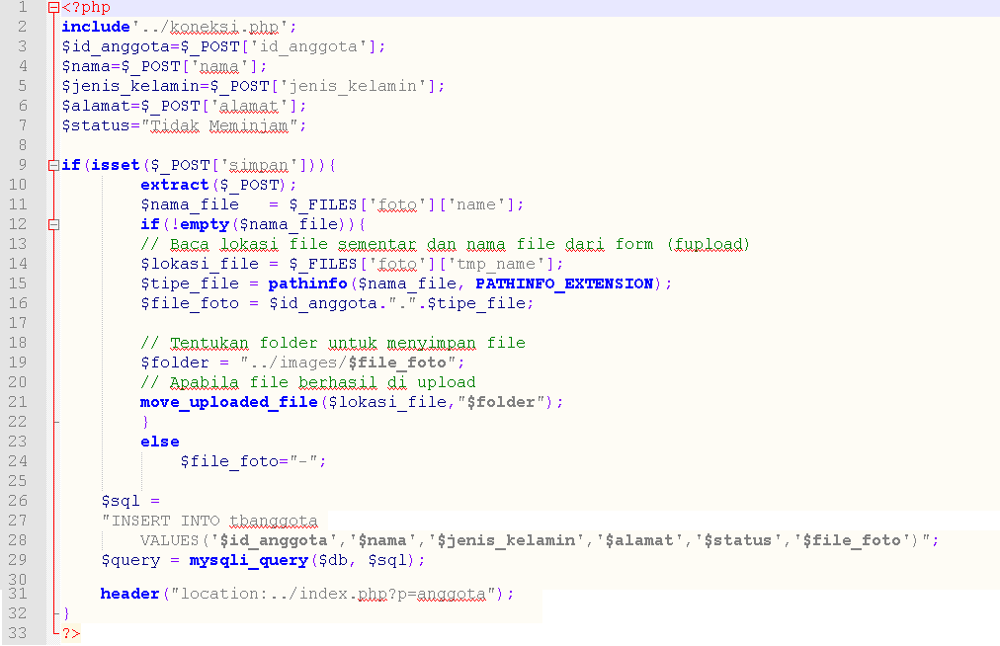 1 <?php
2 include'../koneksi.php';
3 $id_anggota=$_POST['id_anggota'];
4 $nama=$_POST['nama'];
5 $jenis_kelamin=$_POST['jenis_kelamin'];
6 $alamat=$_POST['alamat'];
7 $status="Tidak Meminjam";
8
9 if(isset($_POST['simpan'])){
10 extract($_POST);
11 $nama_file   = $_FILES['foto']['name'];
12 if(!empty($nama_file)){
13 // Baca lokasi file sementar dan nama file dari form (fupload)
14 $lokasi_file = $_FILES['foto']['tmp_name'];
15 $tipe_file = pathinfo($nama_file, PATHINFO_EXTENSION);
16 $file_foto = $id_anggota.".".$tipe_file;
17
18 // Tentukan folder untuk menyimpan file
19 $folder = "../images/$file_foto";
20 // Apabila file berhasil di upload
21 move_uploaded_file($lokasi_file,"$folder");
22 }
23 else
24 $file_foto="-";
25
26 $sql =
27 "INSERT INTO tbanggota
28 VALUES('$id_anggota','$nama','$jenis_kelamin','$alamat','$status','$file_foto')";
29 $query = mysqli_query($db, $sql);
30
31 header("location:../index.php?p=anggota");
32 }
33 ?>